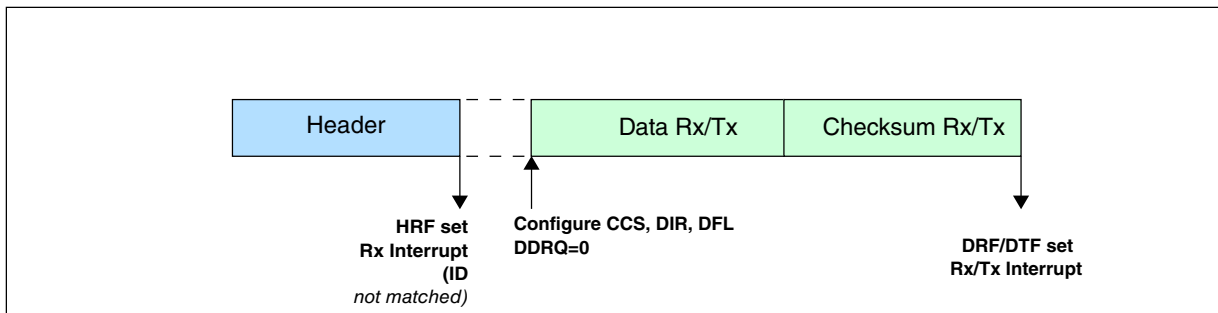 Header
Data Rx/Tx
Checksum Rx/Tx
HRF set
Rx Interrupt
(ID
not matched)
Configure CCS, DIR, DFL
DDRQ=0
DRF/DTF set
Rx/Tx Interrupt